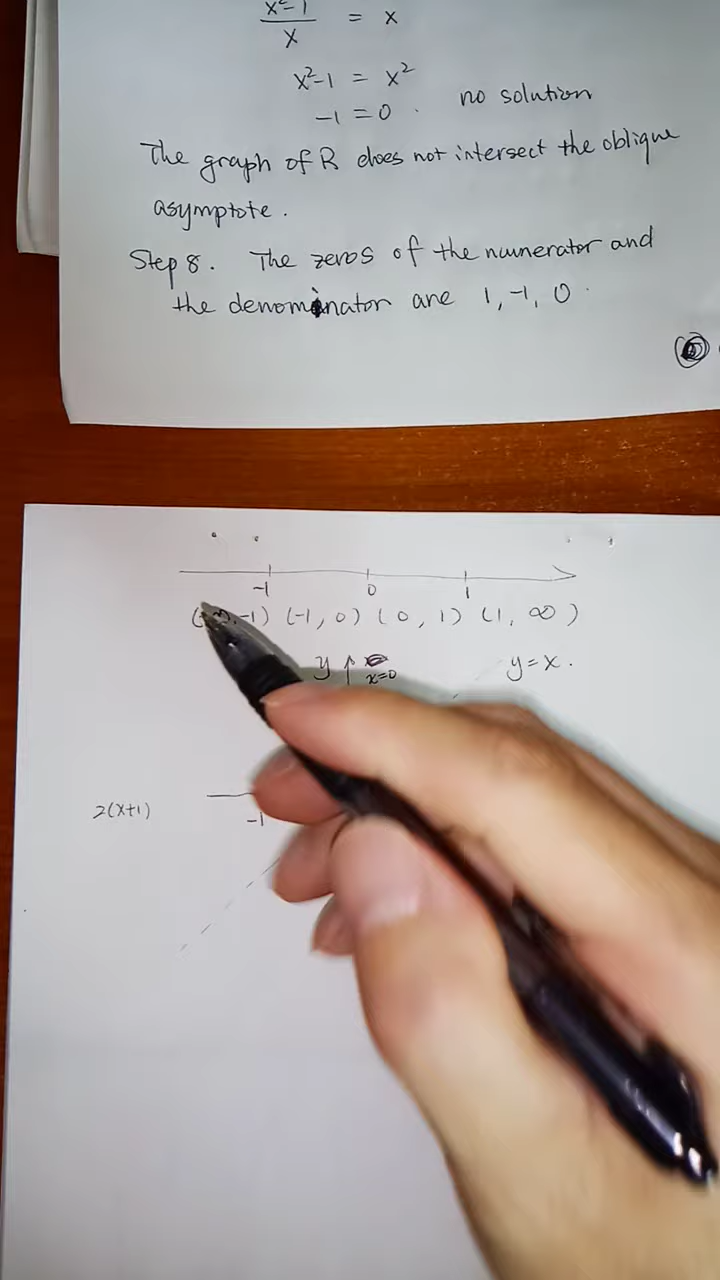 x²-1
— = x
x
x²-1 = x²
-1 = 0 . no solution
The graph of R does not intersect the oblique
asymptote.
Step 8. The zeros of the numerator and
the denominator are 1, -1, 0.
-1 0 1
-1) (-1, 0) (0, 1) (1, ∞)
y x=0 y=x.
2(x+1)
-1